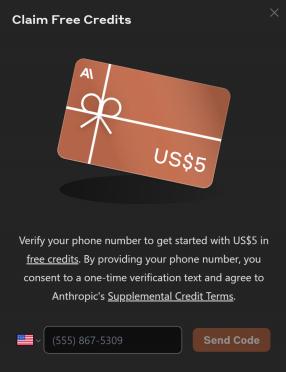 Claim Free Credits
A\
US$5
Verify your phone number to get started with US$5 in
free credits. By providing your phone number, you
consent to a one-time verification text and agree to
Anthropic's Supplemental Credit Terms.
(555) 867-5309
Send Code